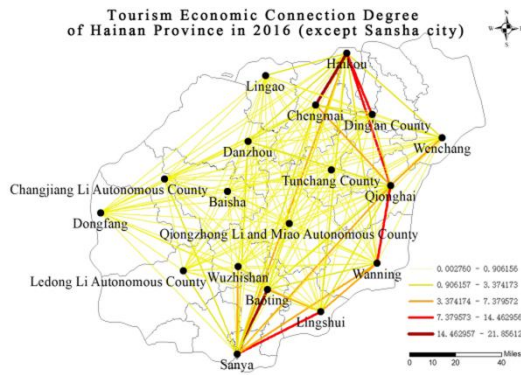 Tourism Economic Connection Degree
of Hainan Province in 2016 (except Sansha city)
N
W
E
S
Haikou
Lingao
Chengmai
Ding'an County
Wenchang
Danzhou
Tunchang County
Changjiang Li Autonomous County
Qionghai
Baisha
Dongfang
Qiongzhong Li and Miao Autonomous County
Wuzhishan
Wanning
Ledong Li Autonomous County
Baoting
Lingshui
Sanya
0.002760 - 0.906156
0.906157 - 3.374173
3.374174 - 7.379572
7.379573 - 14.462956
14.462957 - 21.85612
Miles
0 10 20 40